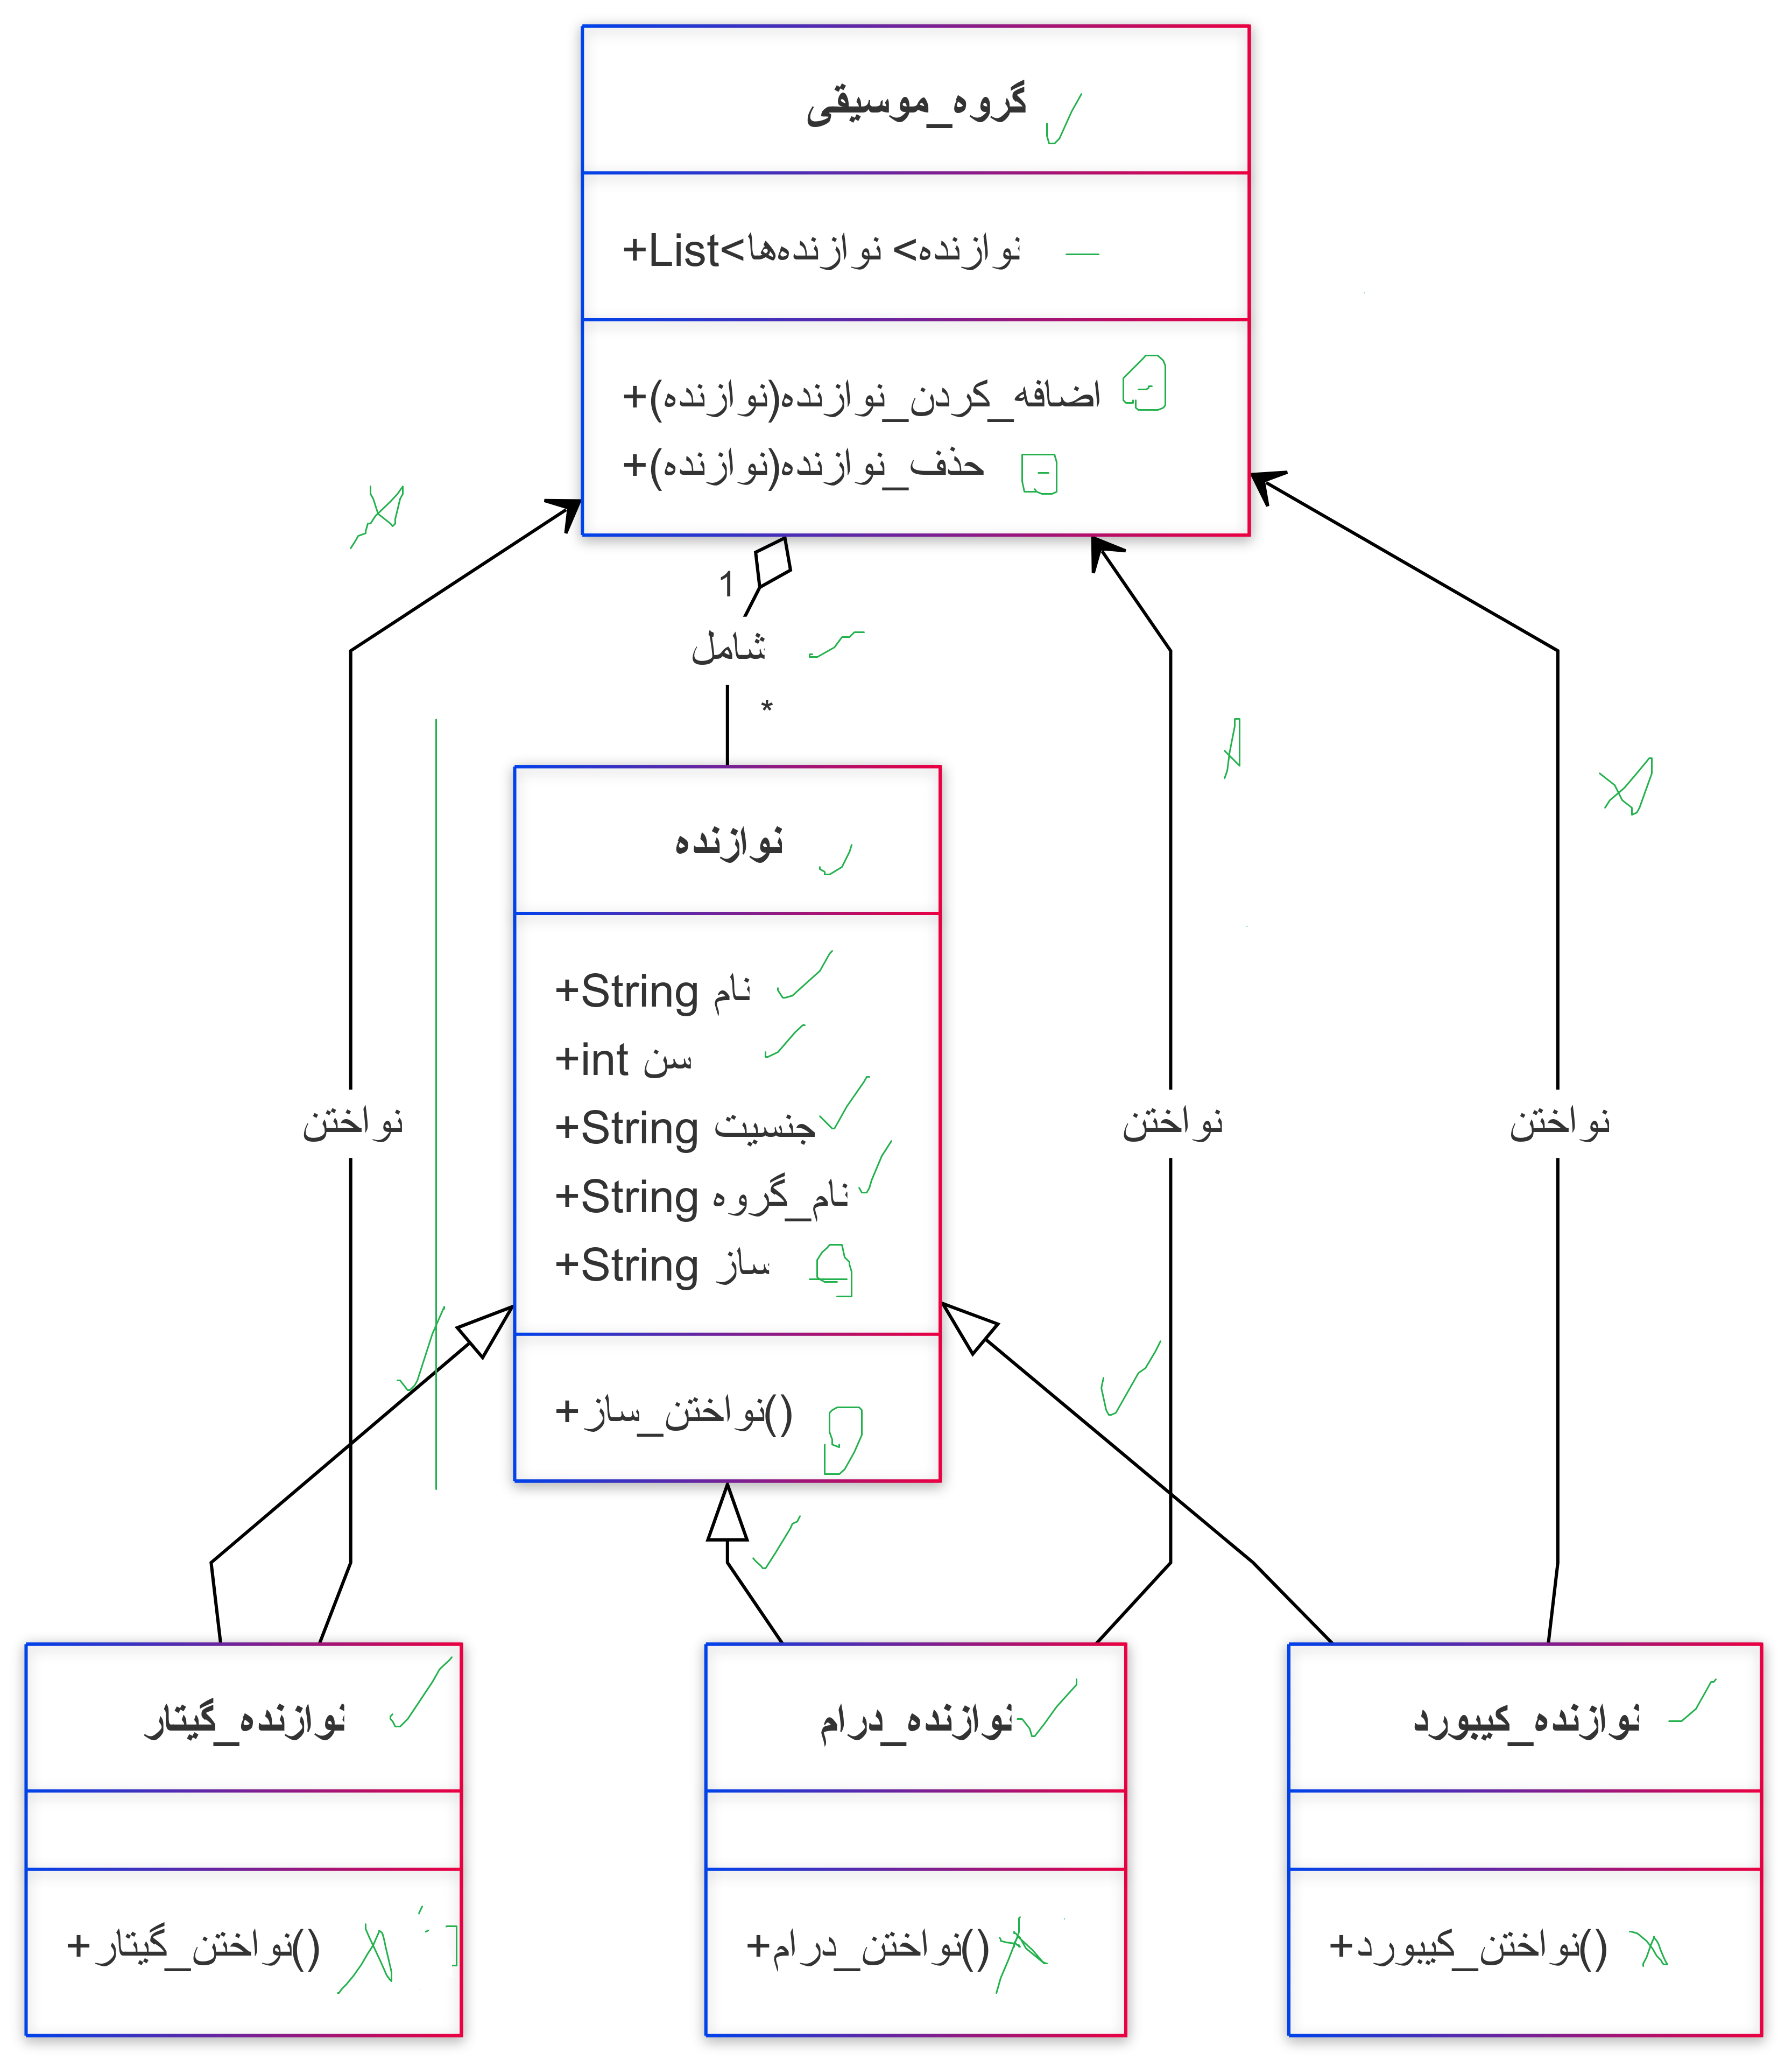 گروه_موسیقی
+List<نوازنده> نوازنده‌ها
+اضافه_کردن_نوازنده(نوازنده)
+حذف_نوازنده(نوازنده)
1
شامل
*
نوازنده
+String نام
+int سن
+String جنسیت
+String نام_گروه
+String ساز
+نواختن_ساز()
نواختن
نواختن
نواختن
نوازنده_گیتار
+نواختن_گیتار()
نوازنده_درام
+نواختن_درام()
نوازنده_کیبورد
+نواختن_کیبورد()